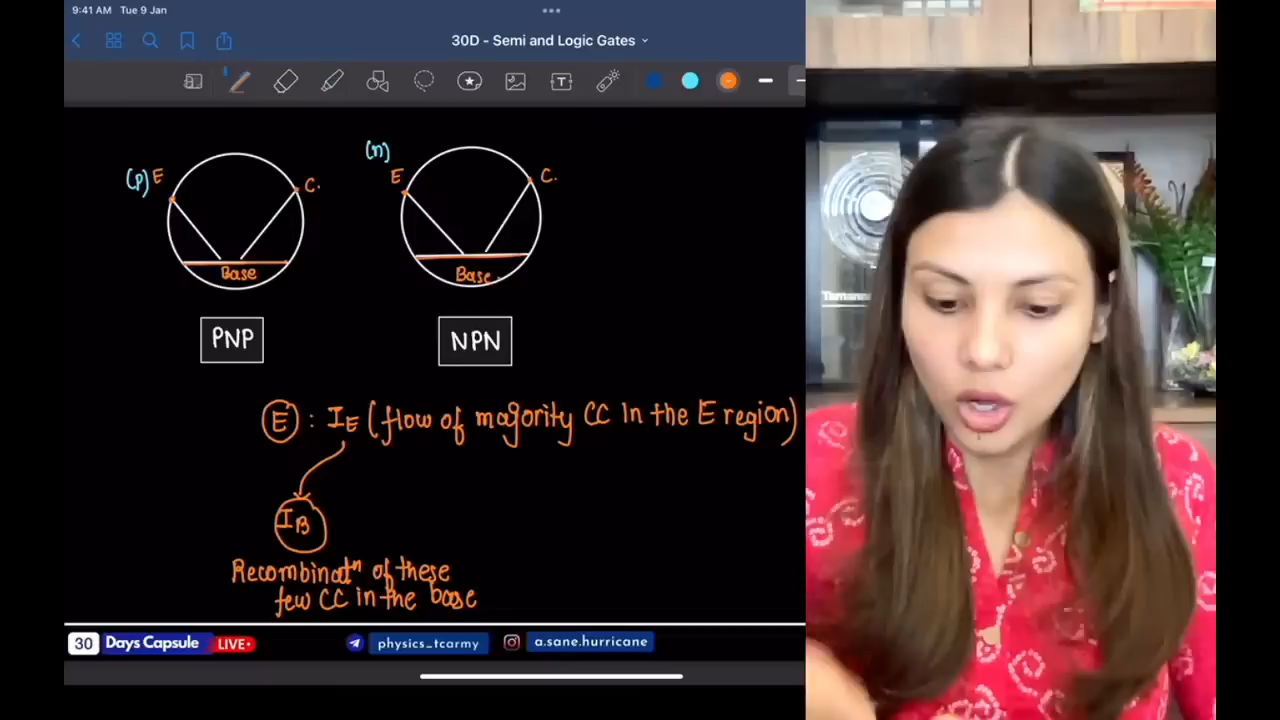 9:41 AM Tue 9 Jan
30D - Semi and Logic Gates
T
(p) E
C.
Base
(n)
E
C.
Base
PNP
NPN
E : IE (flow of majority CC in the E region)
IB
Recombinatn of these
few CC in the base
30 Days Capsule LIVE
physics_tcarmy
a.sane.hurricane